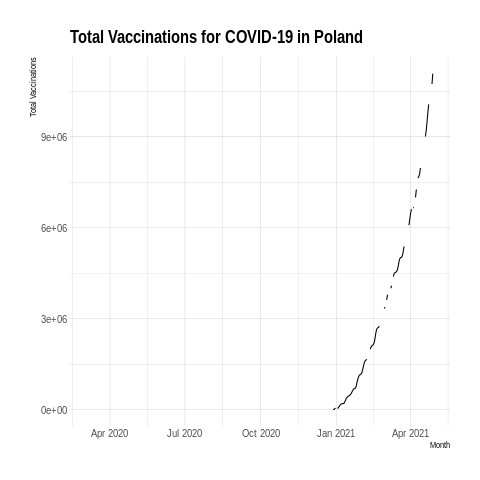 Total Vaccinations for COVID-19 in Poland
Total Vaccinations
9e+06
6e+06
3e+06
0e+00
Apr 2020 Jul 2020 Oct 2020 Jan 2021 Apr 2021
Month